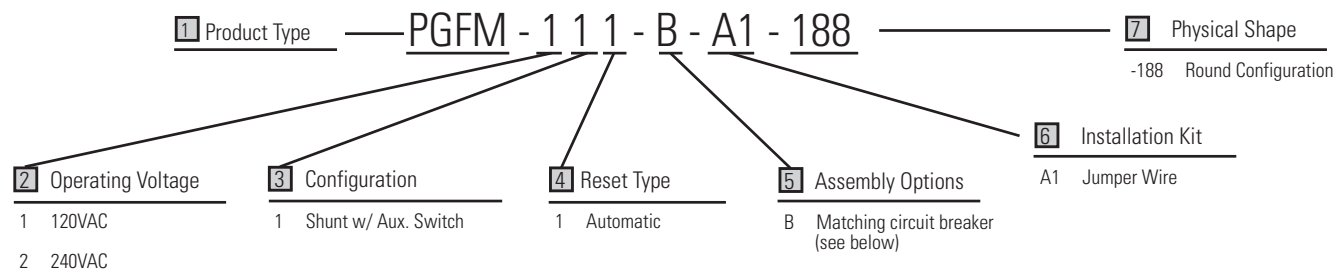 1 Product Type
PGFM - 1 1 1 - B - A1 - 188
7 Physical Shape
-188 Round Configuration
6 Installation Kit
A1 Jumper Wire
2 Operating Voltage
1 120VAC
2 240VAC
3 Configuration
1 Shunt w/ Aux. Switch
4 Reset Type
1 Automatic
5 Assembly Options
B Matching circuit breaker
(see below)